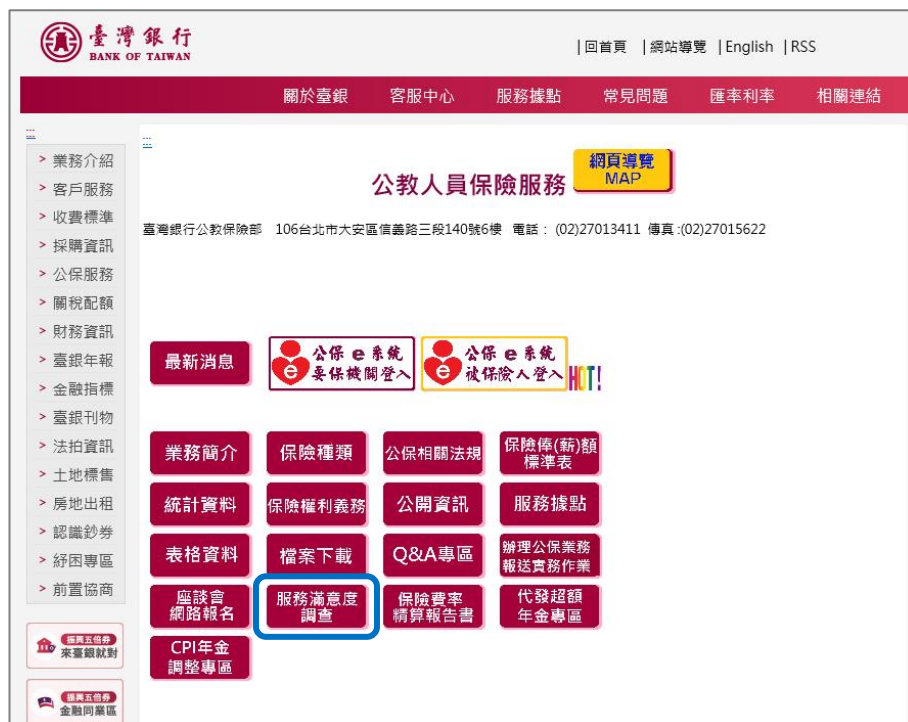 臺灣銀行
BANK OF TAIWAN
|回首頁 |網站導覽 |English |RSS
關於臺銀 客服中心 服務據點 常見問題 匯率利率 相關連結
:::
> 業務介紹
> 客戶服務
> 收費標準
> 採購資訊
> 公保服務
> 關稅配額
> 財務資訊
> 臺銀年報
> 金融指標
> 臺銀刊物
> 法拍資訊
> 土地標售
> 房地出租
> 認識鈔券
> 紓困專區
> 前置協商
振興五倍券
來臺銀就對
振興五倍券
金融同業區
:::
公教人員保險服務
網頁導覽
MAP
臺灣銀行公教保險部 106台北市大安區信義路三段140號6樓 電話： (02)27013411 傳真:(02)27015622
最新消息
e
公保 e 系統
要保機關登入
e
公保 e 系統
被保險人登入
HOT!
業務簡介 保險種類 公保相關法規
保險俸(薪)額
標準表
統計資料 保險權利義務 公開資訊 服務據點
表格資料 檔案下載 Q&A專區
辦理公保業務
報送實務作業
座談會
網路報名
服務滿意度
調查
保險費率
精算報告書
代發超額
年金專區
CPI年金
調整專區